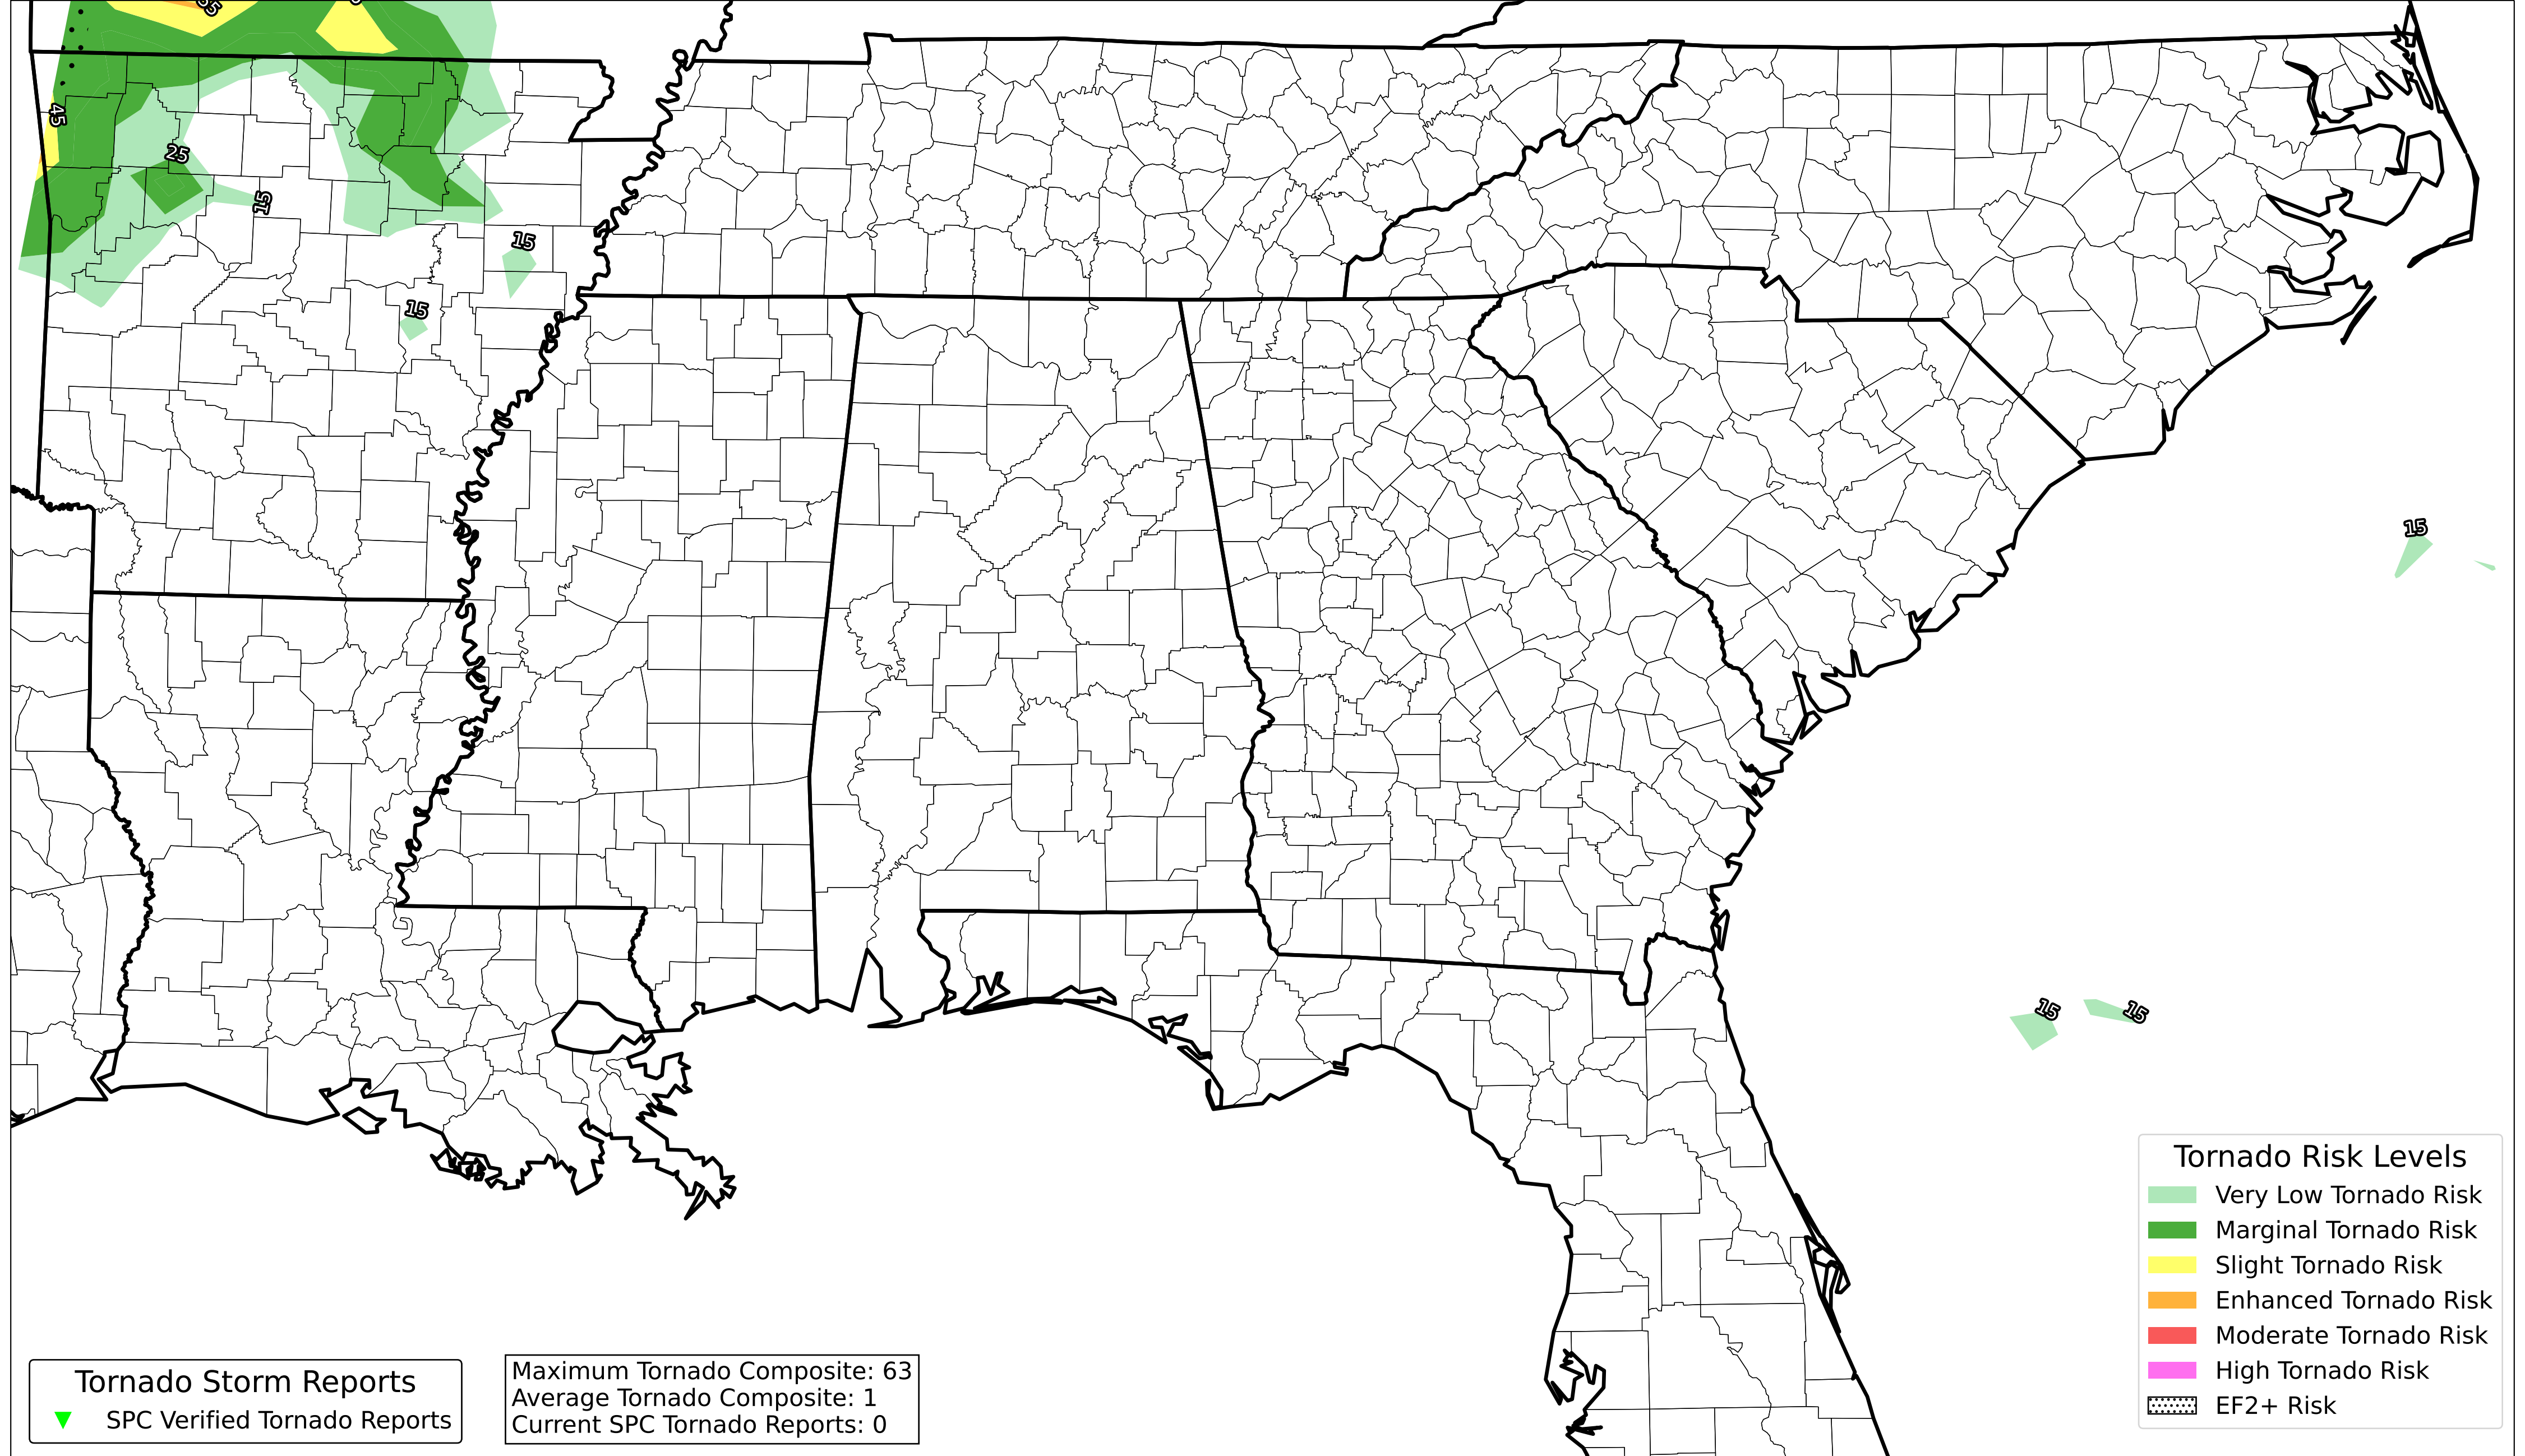 45
25
15
15
15
15
15
15
Tornado Risk Levels
Very Low Tornado Risk
Marginal Tornado Risk
Slight Tornado Risk
Enhanced Tornado Risk
Moderate Tornado Risk
High Tornado Risk
EF2+ Risk
Tornado Storm Reports
SPC Verified Tornado Reports
Maximum Tornado Composite: 63
Average Tornado Composite: 1
Current SPC Tornado Reports: 0